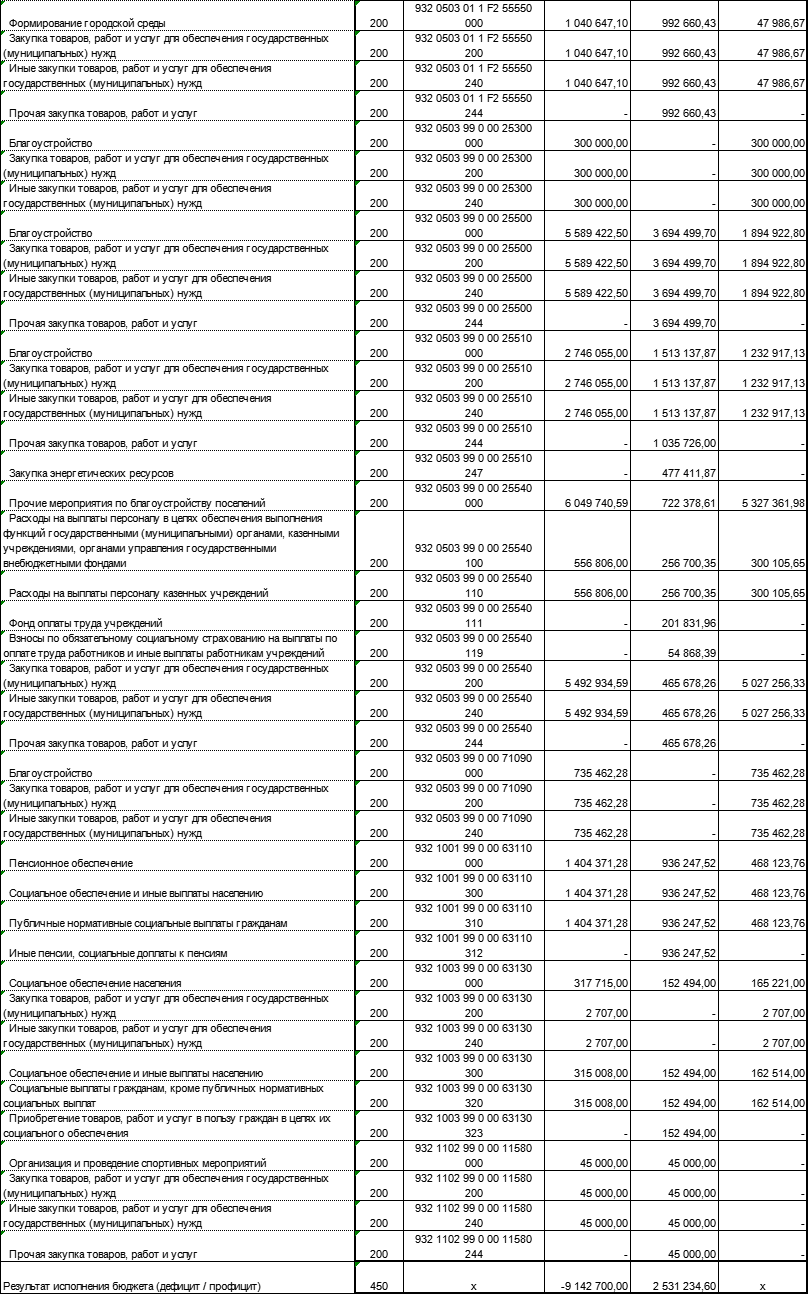 932 0503 01 1 F2 55550
Формирование городской среды 200 000 1 040 647,10 992 660,43 47 986,67
Закупка товаров, работ и услуг для обеспечения государственных 932 0503 01 1 F2 55550
(муниципальных) нужд 200 200 1 040 647,10 992 660,43 47 986,67
Иные закупки товаров, работ и услуг для обеспечения 932 0503 01 1 F2 55550
государственных (муниципальных) нужд 200 240 1 040 647,10 992 660,43 47 986,67
932 0503 01 1 F2 55550
Прочая закупка товаров, работ и услуг 200 244 - 992 660,43 -
932 0503 99 0 00 25300
Благоустройство 200 000 300 000,00 - 300 000,00
Закупка товаров, работ и услуг для обеспечения государственных 932 0503 99 0 00 25300
(муниципальных) нужд 200 200 300 000,00 - 300 000,00
Иные закупки товаров, работ и услуг для обеспечения 932 0503 99 0 00 25300
государственных (муниципальных) нужд 200 240 300 000,00 - 300 000,00
932 0503 99 0 00 25500
Благоустройство 200 000 5 589 422,50 3 694 499,70 1 894 922,80
Закупка товаров, работ и услуг для обеспечения государственных 932 0503 99 0 00 25500
(муниципальных) нужд 200 200 5 589 422,50 3 694 499,70 1 894 922,80
Иные закупки товаров, работ и услуг для обеспечения 932 0503 99 0 00 25500
государственных (муниципальных) нужд 200 240 5 589 422,50 3 694 499,70 1 894 922,80
932 0503 99 0 00 25500
Прочая закупка товаров, работ и услуг 200 244 - 3 694 499,70 -
932 0503 99 0 00 25510
Благоустройство 200 000 2 746 055,00 1 513 137,87 1 232 917,13
Закупка товаров, работ и услуг для обеспечения государственных 932 0503 99 0 00 25510
(муниципальных) нужд 200 200 2 746 055,00 1 513 137,87 1 232 917,13
Иные закупки товаров, работ и услуг для обеспечения 932 0503 99 0 00 25510
государственных (муниципальных) нужд 200 240 2 746 055,00 1 513 137,87 1 232 917,13
932 0503 99 0 00 25510
Прочая закупка товаров, работ и услуг 200 244 - 1 035 726,00 -
932 0503 99 0 00 25510
Закупка энергетических ресурсов 200 247 - 477 411,87 -
932 0503 99 0 00 25540
Прочие мероприятия по благоустройству поселений 200 000 6 049 740,59 722 378,61 5 327 361,98
Расходы на выплаты персоналу в целях обеспечения выполнения
функций государственными (муниципальными) органами, казенными
учреждениями, органами управления государственными 932 0503 99 0 00 25540
внебюджетными фондами 200 100 556 806,00 256 700,35 300 105,65
932 0503 99 0 00 25540
Расходы на выплаты персоналу казенных учреждений 200 110 556 806,00 256 700,35 300 105,65
932 0503 99 0 00 25540
Фонд оплаты труда учреждений 200 111 - 201 831,96 -
Взносы по обязательному социальному страхованию на выплаты по 932 0503 99 0 00 25540
оплате труда работников и иные выплаты работникам учреждений 200 119 - 54 868,39 -
Закупка товаров, работ и услуг для обеспечения государственных 932 0503 99 0 00 25540
(муниципальных) нужд 200 200 5 492 934,59 465 678,26 5 027 256,33
Иные закупки товаров, работ и услуг для обеспечения 932 0503 99 0 00 25540
государственных (муниципальных) нужд 200 240 5 492 934,59 465 678,26 5 027 256,33
932 0503 99 0 00 25540
Прочая закупка товаров, работ и услуг 200 244 - 465 678,26 -
932 0503 99 0 00 71090
Благоустройство 200 000 735 462,28 - 735 462,28
Закупка товаров, работ и услуг для обеспечения государственных 932 0503 99 0 00 71090
(муниципальных) нужд 200 200 735 462,28 - 735 462,28
Иные закупки товаров, работ и услуг для обеспечения 932 0503 99 0 00 71090
государственных (муниципальных) нужд 200 240 735 462,28 - 735 462,28
932 1001 99 0 00 63110
Пенсионное обеспечение 200 000 1 404 371,28 936 247,52 468 123,76
932 1001 99 0 00 63110
Социальное обеспечение и иные выплаты населению 200 300 1 404 371,28 936 247,52 468 123,76
932 1001 99 0 00 63110
Публичные нормативные социальные выплаты гражданам 200 310 1 404 371,28 936 247,52 468 123,76
932 1001 99 0 00 63110
Иные пенсии, социальные доплаты к пенсиям 200 312 - 936 247,52 -
932 1003 99 0 00 63130
Социальное обеспечение населения 200 000 317 715,00 152 494,00 165 221,00
Закупка товаров, работ и услуг для обеспечения государственных 932 1003 99 0 00 63130
(муниципальных) нужд 200 200 2 707,00 - 2 707,00
Иные закупки товаров, работ и услуг для обеспечения 932 1003 99 0 00 63130
государственных (муниципальных) нужд 200 240 2 707,00 - 2 707,00
932 1003 99 0 00 63130
Социальное обеспечение и иные выплаты населению 200 300 315 008,00 152 494,00 162 514,00
Социальные выплаты гражданам, кроме публичных нормативных 932 1003 99 0 00 63130
социальных выплат 200 320 315 008,00 152 494,00 162 514,00
Приобретение товаров, работ и услуг в пользу граждан в целях их 932 1003 99 0 00 63130
социального обеспечения 200 323 - 152 494,00 -
932 1102 99 0 00 11580
Организация и проведение спортивных мероприятий 200 000 45 000,00 45 000,00 -
Закупка товаров, работ и услуг для обеспечения государственных 932 1102 99 0 00 11580
(муниципальных) нужд 200 200 45 000,00 45 000,00 -
Иные закупки товаров, работ и услуг для обеспечения 932 1102 99 0 00 11580
государственных (муниципальных) нужд 200 240 45 000,00 45 000,00 -
932 1102 99 0 00 11580
Прочая закупка товаров, работ и услуг 200 244 - 45 000,00 -
Результат исполнения бюджета (дефицит / профицит) 450 x -9 142 700,00 2 531 234,60 x